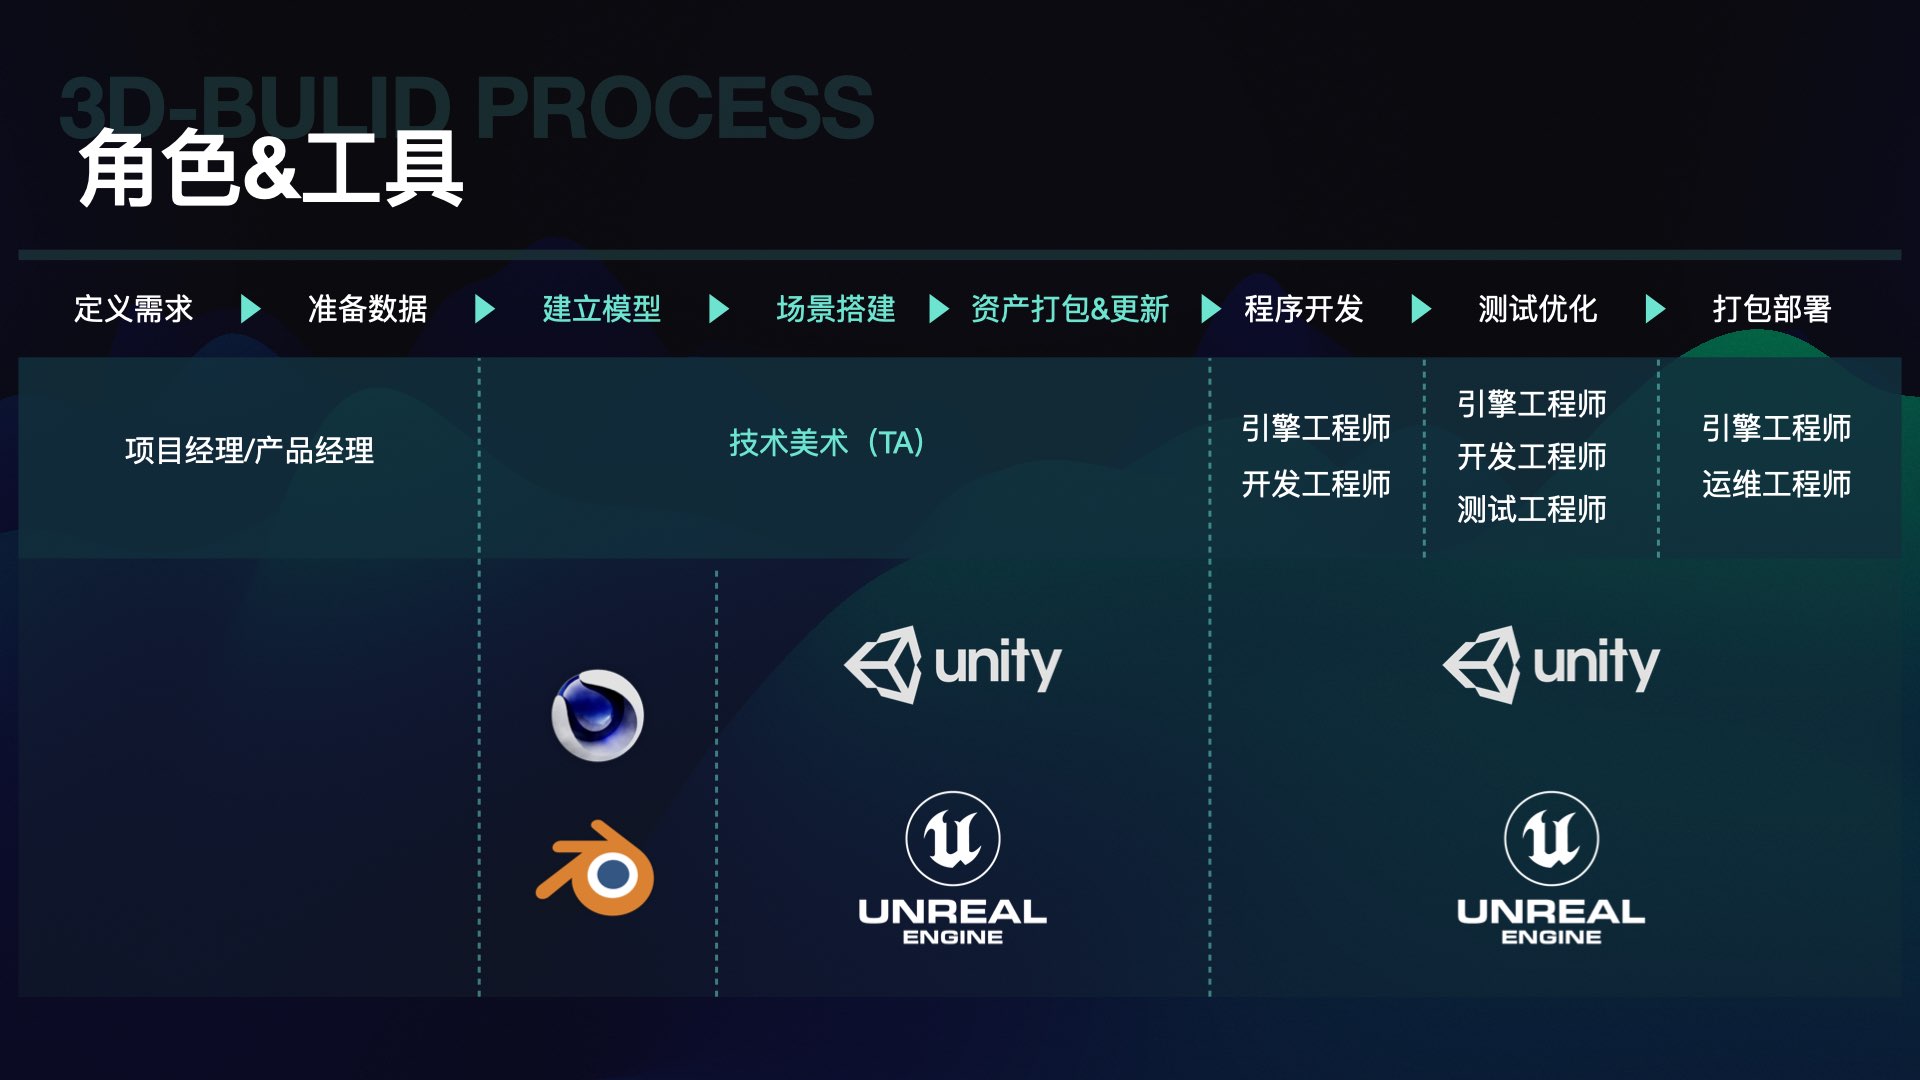 3D-BULID PROCESS
角色&工具
定义需求
准备数据
建立模型
场景搭建
资产打包&更新
程序开发
测试优化
打包部署
项目经理/产品经理
技术美术（TA）
引擎工程师
开发工程师
引擎工程师
开发工程师
测试工程师
引擎工程师
运维工程师
unity
UNREAL
ENGINE
unity
UNREAL
ENGINE